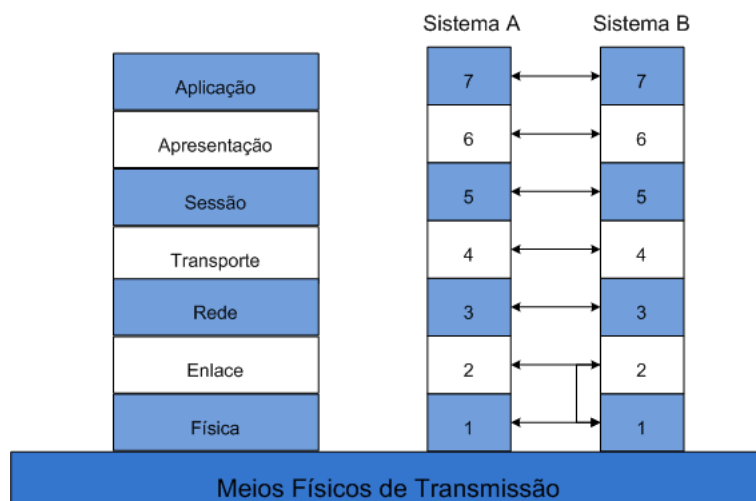 Sistema A
Sistema B
Aplicação
7
7
Apresentação
6
6
Sessão
5
5
Transporte
4
4
Rede
3
3
Enlace
2
2
Física
1
1
Meios Físicos de Transmissão